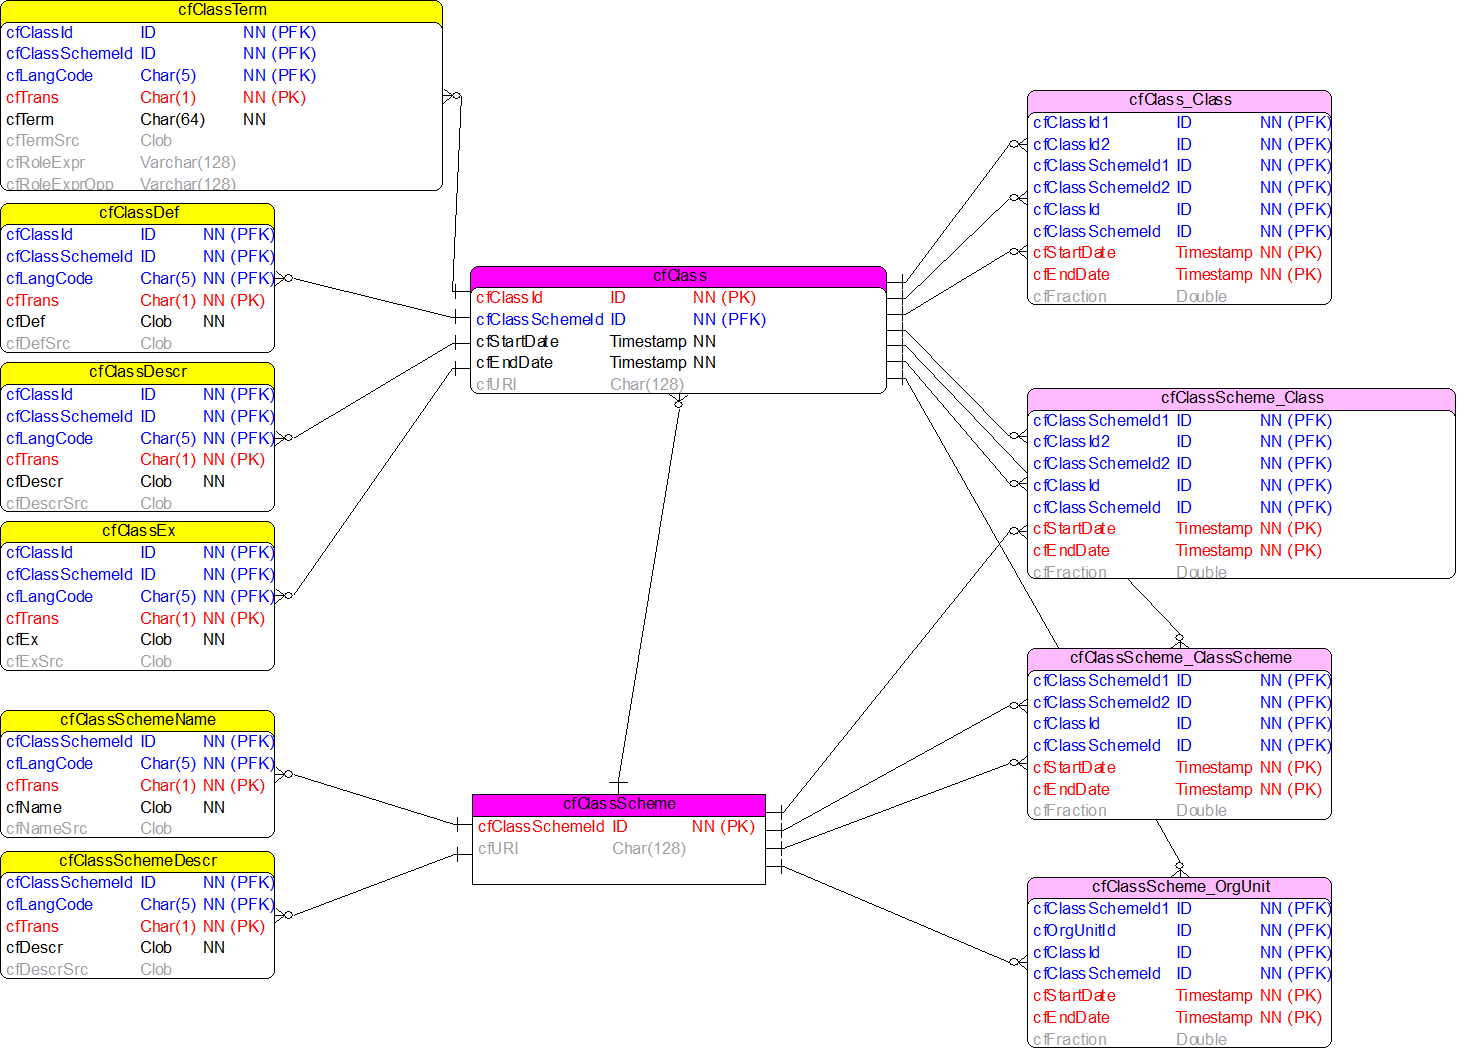 cfClassTerm
cfClassId ID NN (PFK)
cfClassSchemeId ID NN (PFK)
cfLangCode Char(5) NN (PFK)
cfTrans Char(1) NN (PK)
cfTerm Char(64) NN
cfTermSrc Clob
cfRoleExpr Varchar(128)
cfRoleExprOpp Varchar(128)
cfClassDef
cfClassId ID NN (PFK)
cfClassSchemeId ID NN (PFK)
cfLangCode Char(5) NN (PFK)
cfTrans Char(1) NN (PK)
cfDef Clob NN
cfDefSrc Clob
cfClassDescr
cfClassId ID NN (PFK)
cfClassSchemeId ID NN (PFK)
cfLangCode Char(5) NN (PFK)
cfTrans Char(1) NN (PK)
cfDescr Clob NN
cfDescrSrc Clob
cfClassEx
cfClassId ID NN (PFK)
cfClassSchemeId ID NN (PFK)
cfLangCode Char(5) NN (PFK)
cfTrans Char(1) NN (PK)
cfEx Clob NN
cfExSrc Clob
cfClassSchemeName
cfClassSchemeId ID NN (PFK)
cfLangCode Char(5) NN (PFK)
cfTrans Char(1) NN (PK)
cfName Clob NN
cfNameSrc Clob
cfClassSchemeDescr
cfClassSchemeId ID NN (PFK)
cfLangCode Char(5) NN (PFK)
cfTrans Char(1) NN (PK)
cfDescr Clob NN
cfDescrSrc Clob
cfClass
cfClassId ID NN (PK)
cfClassSchemeId ID NN (PFK)
cfStartDate Timestamp NN
cfEndDate Timestamp NN
cfURI Char(128)
cfClassScheme
cfClassSchemeId ID NN (PK)
cfURI Char(128)
cfClass_Class
cfClassId1 ID NN (PFK)
cfClassId2 ID NN (PFK)
cfClassSchemeId1 ID NN (PFK)
cfClassSchemeId2 ID NN (PFK)
cfClassId ID NN (PFK)
cfClassSchemeId ID NN (PFK)
cfStartDate Timestamp NN (PK)
cfEndDate Timestamp NN (PK)
cfFraction Double
cfClassScheme_Class
cfClassSchemeId1 ID NN (PFK)
cfClassId2 ID NN (PFK)
cfClassSchemeId2 ID NN (PFK)
cfClassId ID NN (PFK)
cfClassSchemeId ID NN (PFK)
cfStartDate Timestamp NN (PK)
cfEndDate Timestamp NN (PK)
cfFraction Double
cfClassScheme_ClassScheme
cfClassSchemeId1 ID NN (PFK)
cfClassSchemeId2 ID NN (PFK)
cfClassId ID NN (PFK)
cfClassSchemeId ID NN (PFK)
cfStartDate Timestamp NN (PK)
cfEndDate Timestamp NN (PK)
cfFraction Double
cfClassScheme_OrgUnit
cfClassSchemeId1 ID NN (PFK)
cfOrgUnitId ID NN (PFK)
cfClassId ID NN (PFK)
cfClassSchemeId ID NN (PFK)
cfStartDate Timestamp NN (PK)
cfEndDate Timestamp NN (PK)
cfFraction Double